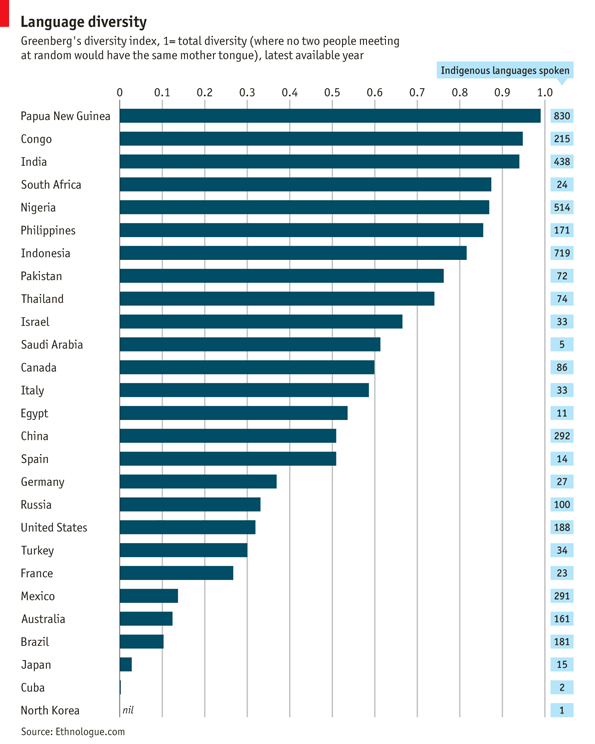 Language diversity
Greenberg's diversity index, 1= total diversity (where no two people meeting
at random would have the same mother tongue), latest available year
Indigenous languages spoken
0 0.1 0.2 0.3 0.4 0.5 0.6 0.7 0.8 0.9 1.0
Papua New Guinea 830
Congo 215
India 438
South Africa 24
Nigeria 514
Philippines 171
Indonesia 719
Pakistan 72
Thailand 74
Israel 33
Saudi Arabia 5
Canada 86
Italy 33
Egypt 11
China 292
Spain 14
Germany 27
Russia 100
United States 188
Turkey 34
France 23
Mexico 291
Australia 161
Brazil 181
Japan 15
Cuba 2
North Korea nil 1
Source: Ethnologue.com